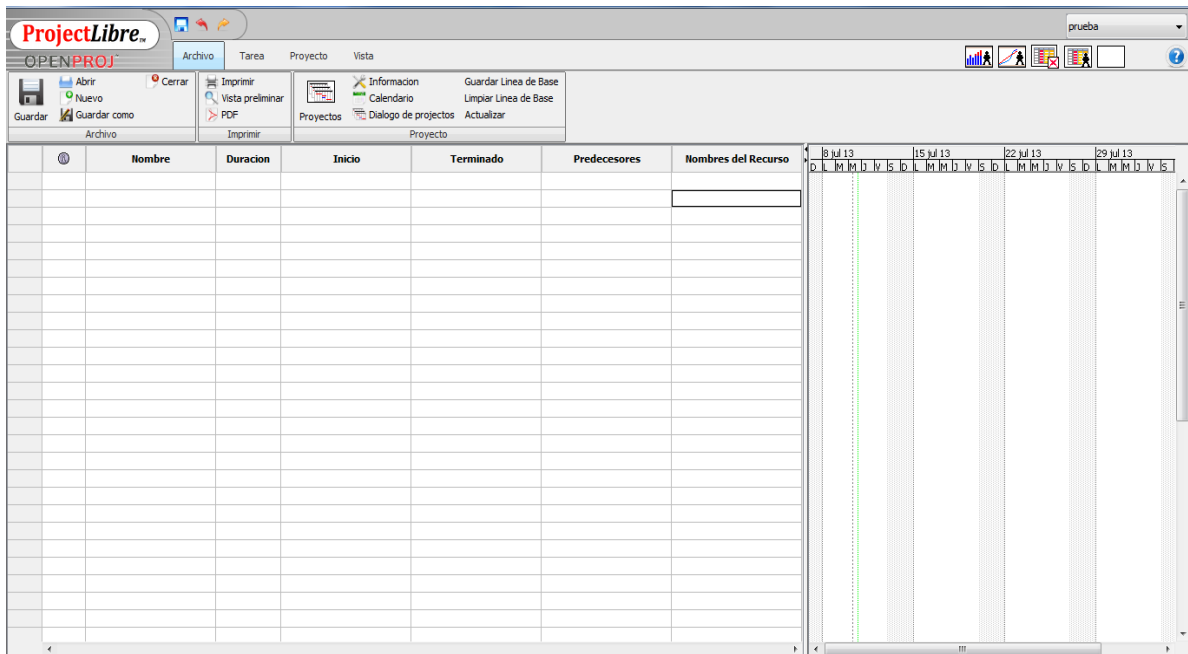 ProjectLibre™
prueba
OPENPROJ
Archivo Tarea Proyecto Vista
Guardar
Abrir
Nuevo
Guardar como
Cerrar
Archivo
Imprimir
Vista preliminar
PDF
Imprimir
Proyectos
Informacion
Calendario
Dialogo de projectos
Guardar Linea de Base
Limpiar Linea de Base
Actualizar
Proyecto
Nombre Duracion Inicio Terminado Predecesores Nombres del Recurso
8 jul 13 15 jul 13 22 jul 13 29 jul 13
D L M M J V S D L M M J V S D L M M J V S D L M M J V S